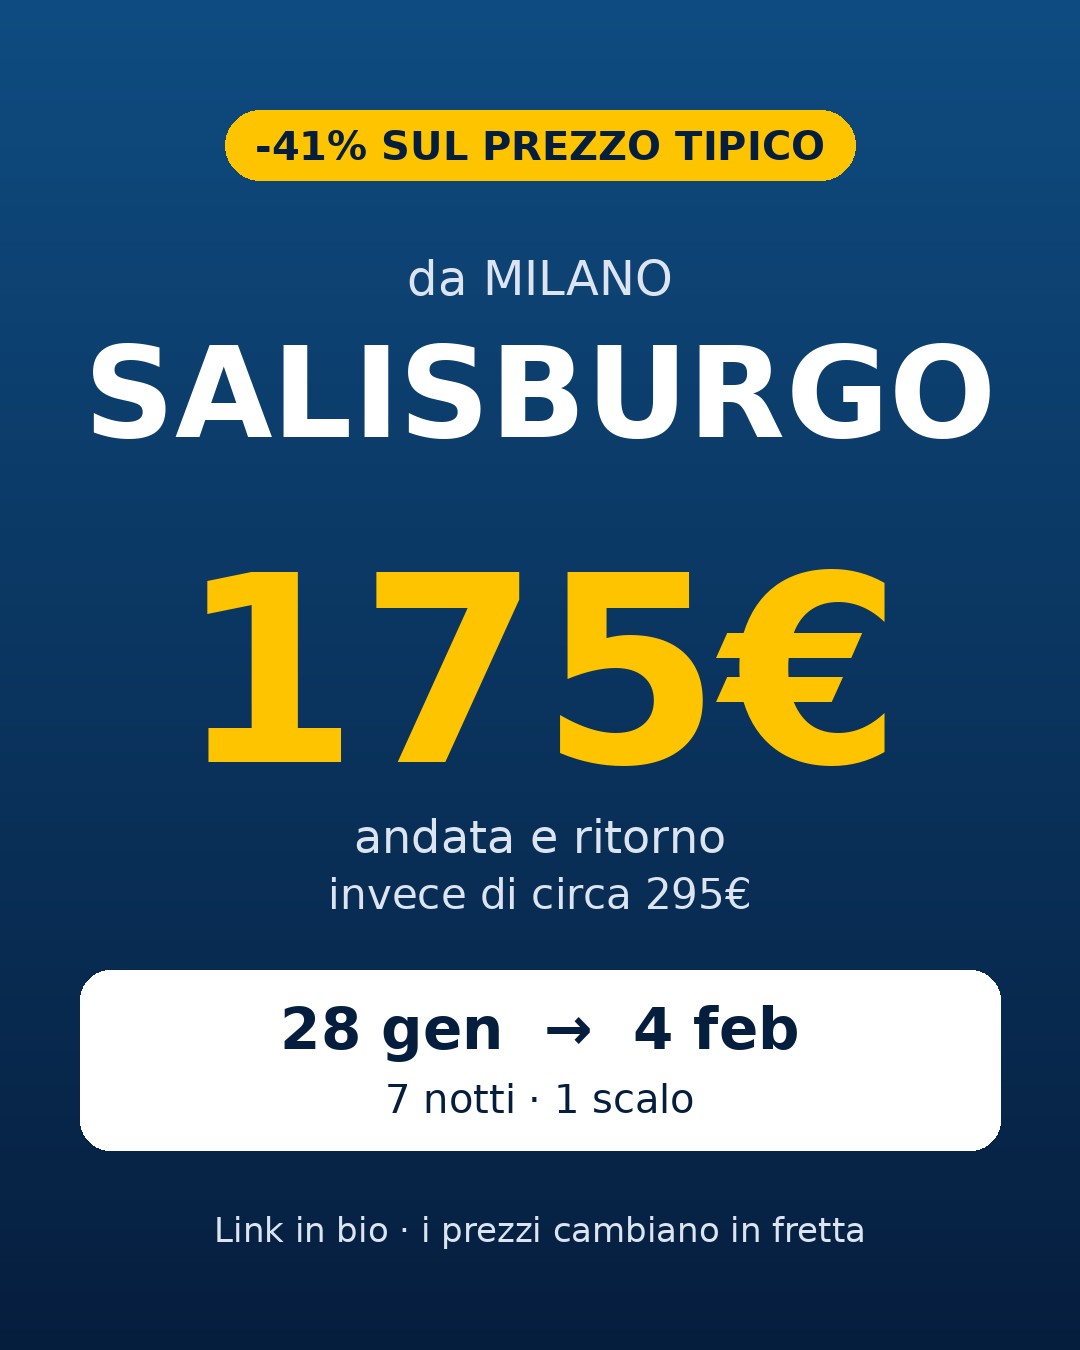 -41% SUL PREZZO TIPICO
da MILANO
SALISBURGO
175€
andata e ritorno
invece di circa 295€
28 gen → 4 feb
7 notti · 1 scalo
Link in bio · i prezzi cambiano in fretta